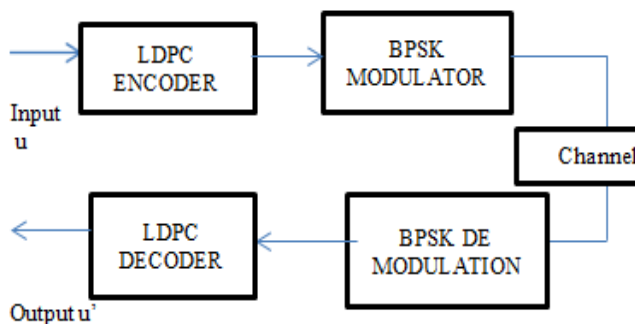 LDPC
ENCODER
BPSK
MODULATOR
Input
u
Channel
LDPC
DECODER
BPSK DE
MODULATION
Output u'